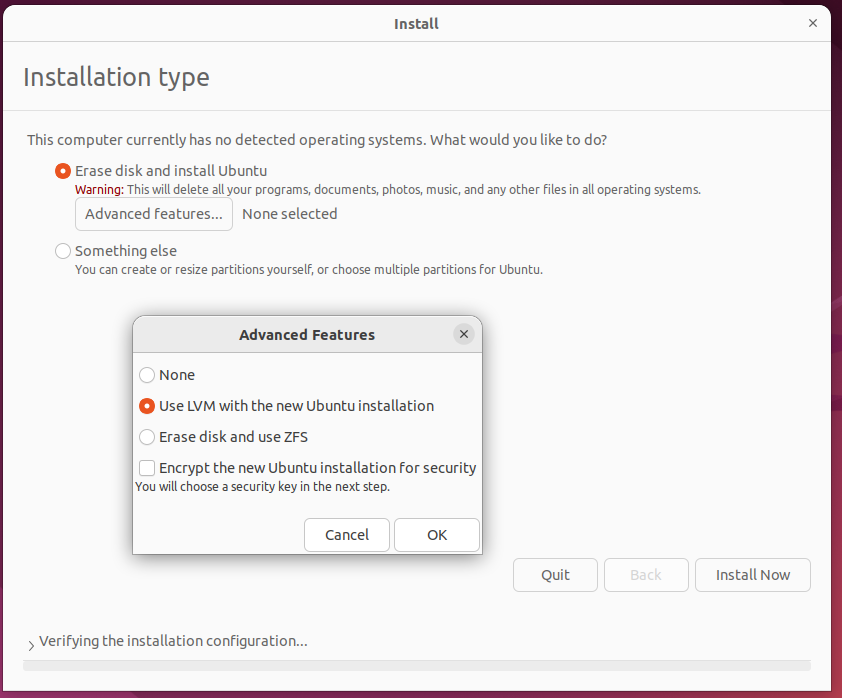 Install
Installation type
This computer currently has no detected operating systems. What would you like to do?
Erase disk and install Ubuntu
Warning: This will delete all your programs, documents, photos, music, and any other files in all operating systems.
Advanced features... None selected
Something else
You can create or resize partitions yourself, or choose multiple partitions for Ubuntu.
Advanced Features
None
Use LVM with the new Ubuntu installation
Erase disk and use ZFS
Encrypt the new Ubuntu installation for security
You will choose a security key in the next step.
Cancel OK
Quit Back Install Now
Verifying the installation configuration...